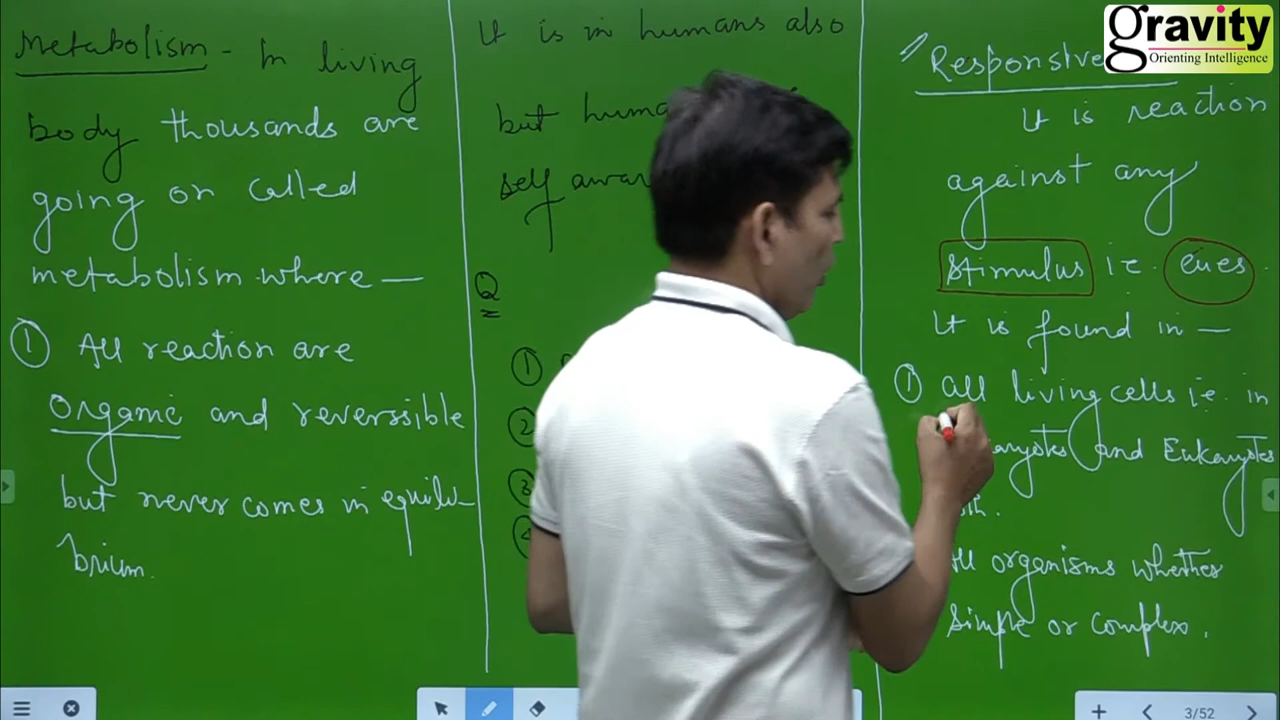 Metabolism - In living
body thousands are
going on called
metabolism where —
① All reaction are
organic and reverssible
but never comes in equili-
brium.
It is in humans also
but
self
Q
①
②
③
It is reaction
against any
stimulus i.e. cues.
It is found in —
① All living cells i.e. in
and Eukaryotes
organisms whether
simple or complex.
gravity
Orienting Intelligence
3/52